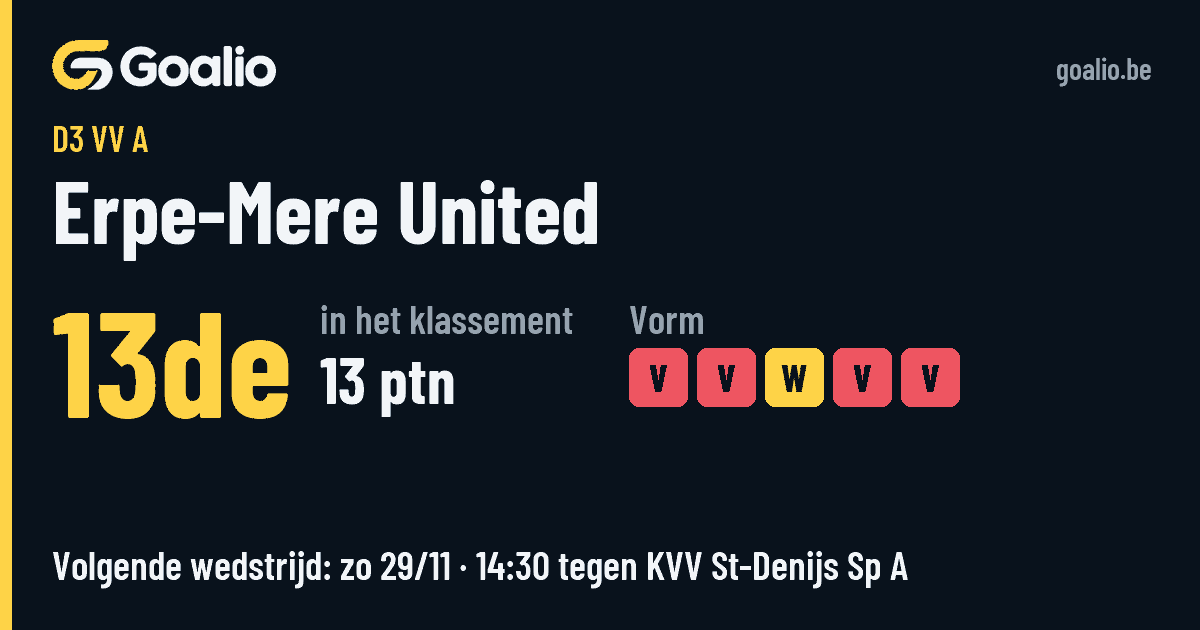 Goalio
goalio.be
D3 VV A
Erpe-Mere United
13de
in het klassement
13 ptn
Vorm
V V W V V
Volgende wedstrijd: zo 29/11 · 14:30 tegen KVV St-Denijs Sp A